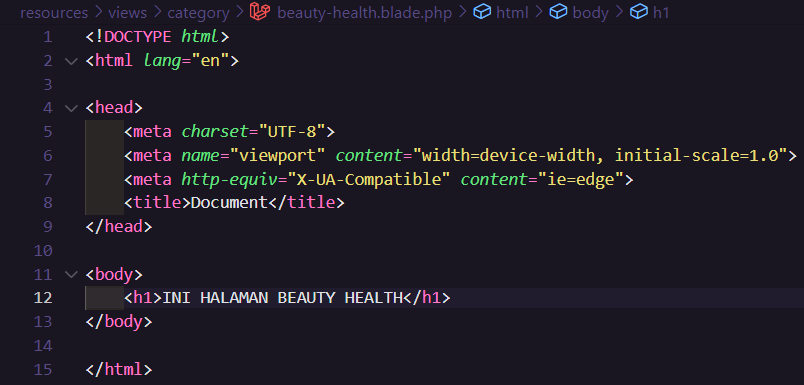 resources > views > category > beauty-health.blade.php > html > body > h1
1 <!DOCTYPE html>
2 <html lang="en">
3
4 <head>
5 <meta charset="UTF-8">
6 <meta name="viewport" content="width=device-width, initial-scale=1.0">
7 <meta http-equiv="X-UA-Compatible" content="ie=edge">
8 <title>Document</title>
9 </head>
10
11 <body>
12 <h1>INI HALAMAN BEAUTY HEALTH</h1>
13 </body>
14
15 </html>